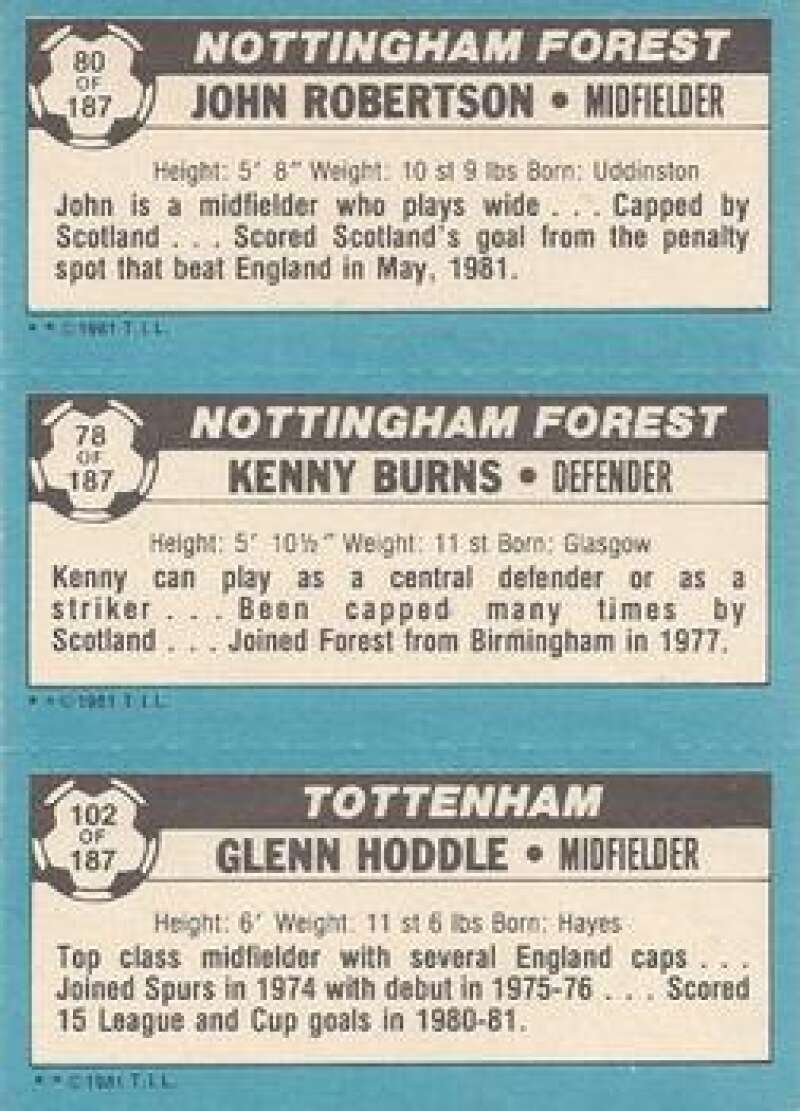 80
OF
187
NOTTINGHAM FOREST
JOHN ROBERTSON • MIDFIELDER
Height: 5′ 8″ Weight: 10 st 9 lbs Born: Uddinston
John is a midfielder who plays wide . . . Capped by
Scotland . . . Scored Scotland's goal from the penalty
spot that beat England in May, 1981.
* * © 1981 T.I.L.
78
OF
187
NOTTINGHAM FOREST
KENNY BURNS • DEFENDER
Height: 5′ 10½″ Weight: 11 st Born: Glasgow
Kenny can play as a central defender or as a
striker . . . Been capped many times by
Scotland . . . Joined Forest from Birmingham in 1977.
* * © 1981 T.I.L.
102
OF
187
TOTTENHAM
GLENN HODDLE • MIDFIELDER
Height: 6′ Weight: 11 st 6 lbs Born: Hayes
Top class midfielder with several England caps . . .
Joined Spurs in 1974 with debut in 1975-76 . . . Scored
15 League and Cup goals in 1980-81.
* * © 1981 T.I.L.